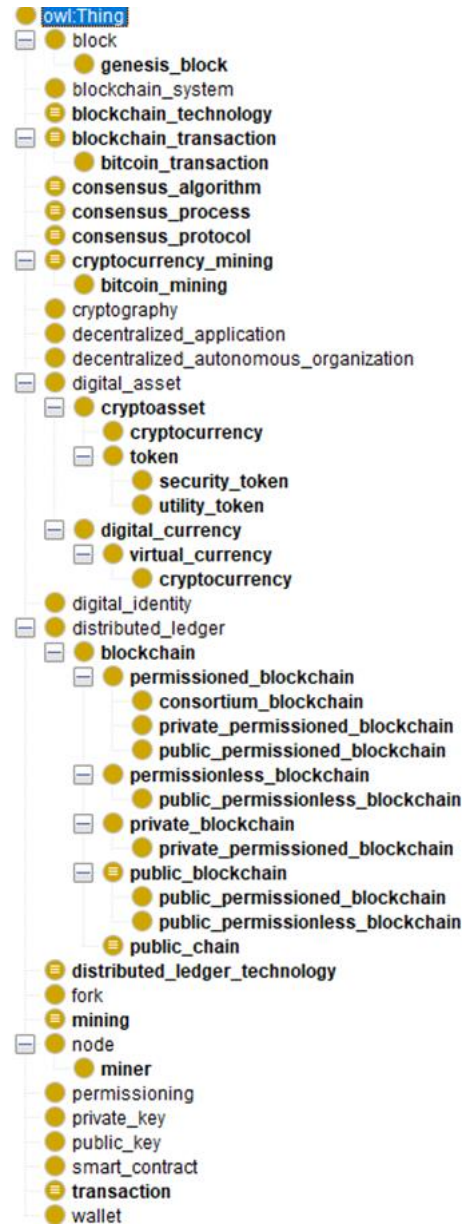 owl:Thing
block
genesis_block
blockchain_system
blockchain_technology
blockchain_transaction
bitcoin_transaction
consensus_algorithm
consensus_process
consensus_protocol
cryptocurrency_mining
bitcoin_mining
cryptography
decentralized_application
decentralized_autonomous_organization
digital_asset
cryptoasset
cryptocurrency
token
security_token
utility_token
digital_currency
virtual_currency
cryptocurrency
digital_identity
distributed_ledger
blockchain
permissioned_blockchain
consortium_blockchain
private_permissioned_blockchain
public_permissioned_blockchain
permissionless_blockchain
public_permissionless_blockchain
private_blockchain
private_permissioned_blockchain
public_blockchain
public_permissioned_blockchain
public_permissionless_blockchain
public_chain
distributed_ledger_technology
fork
mining
node
miner
permissioning
private_key
public_key
smart_contract
transaction
wallet